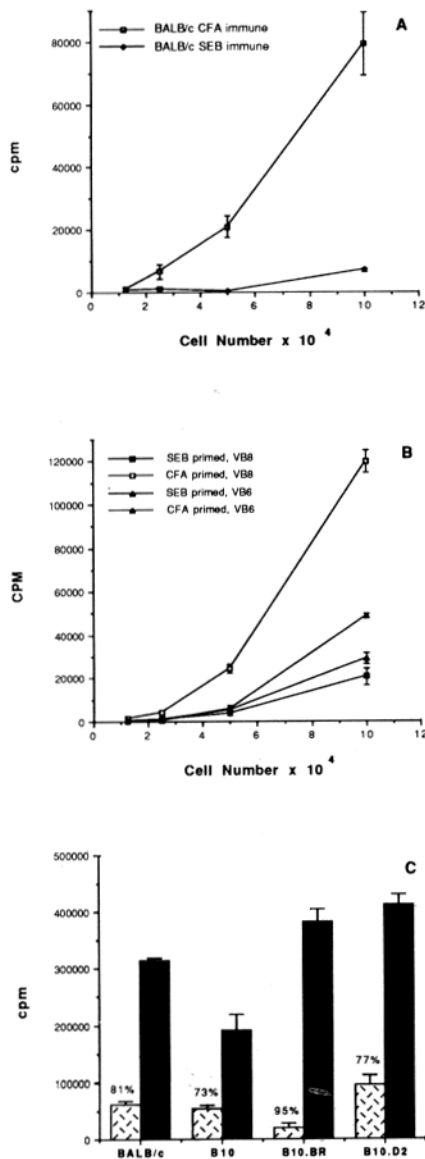 BALB/c CFA immune
BALB/c SEB immune
A
80000
60000
40000
20000
0
cpm
0 2 4 6 8 10 12
Cell Number x 10 4
SEB primed, VB8
CFA primed, VB8
SEB primed, VB6
CFA primed, VB6
B
120000
100000
80000
60000
40000
20000
0
CPM
0 2 4 6 8 10 12
Cell Number x 10 4
C
500000
400000
300000
200000
100000
0
cpm
81%
73%
95%
77%
BALB/c B10 B10.BR B10.D2